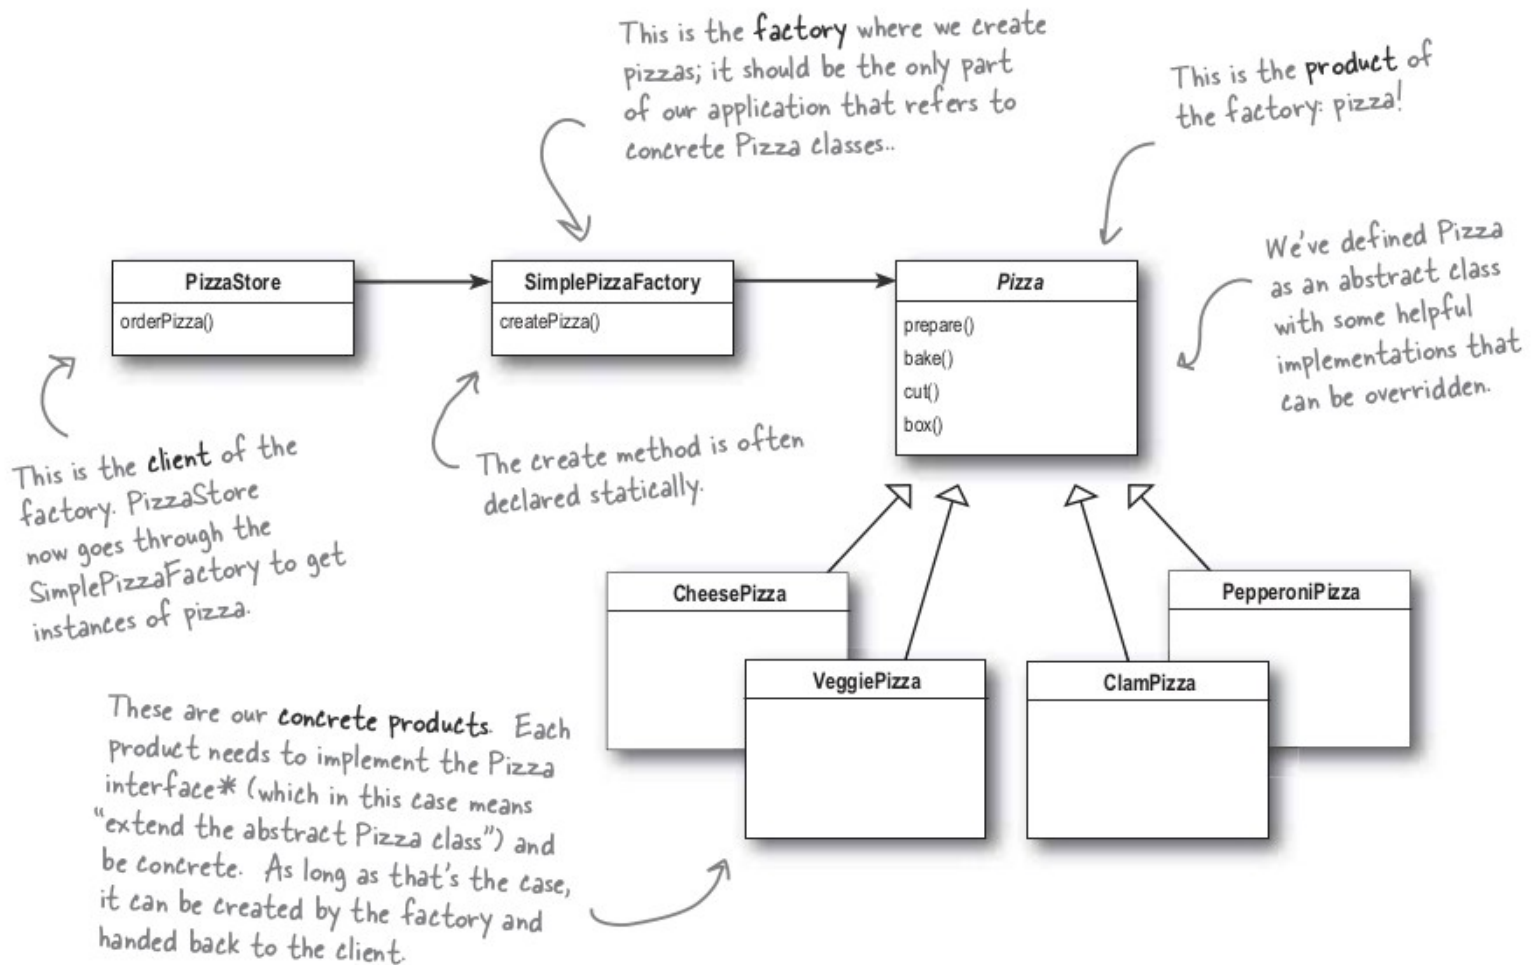 This is the factory where we create
pizzas; it should be the only part
of our application that refers to
concrete Pizza classes..
This is the product of
the factory: pizza!
We've defined Pizza
as an abstract class
with some helpful
implementations that
can be overridden.
PizzaStore
orderPizza()
SimplePizzaFactory
createPizza()
Pizza
prepare()
bake()
cut()
box()
This is the client of the
factory. PizzaStore
now goes through the
SimplePizzaFactory to get
instances of pizza.
The create method is often
declared statically.
CheesePizza
VeggiePizza
ClamPizza
PepperoniPizza
These are our concrete products. Each
product needs to implement the Pizza
interface* (which in this case means
“extend the abstract Pizza class”) and
be concrete. As long as that's the case,
it can be created by the factory and
handed back to the client.